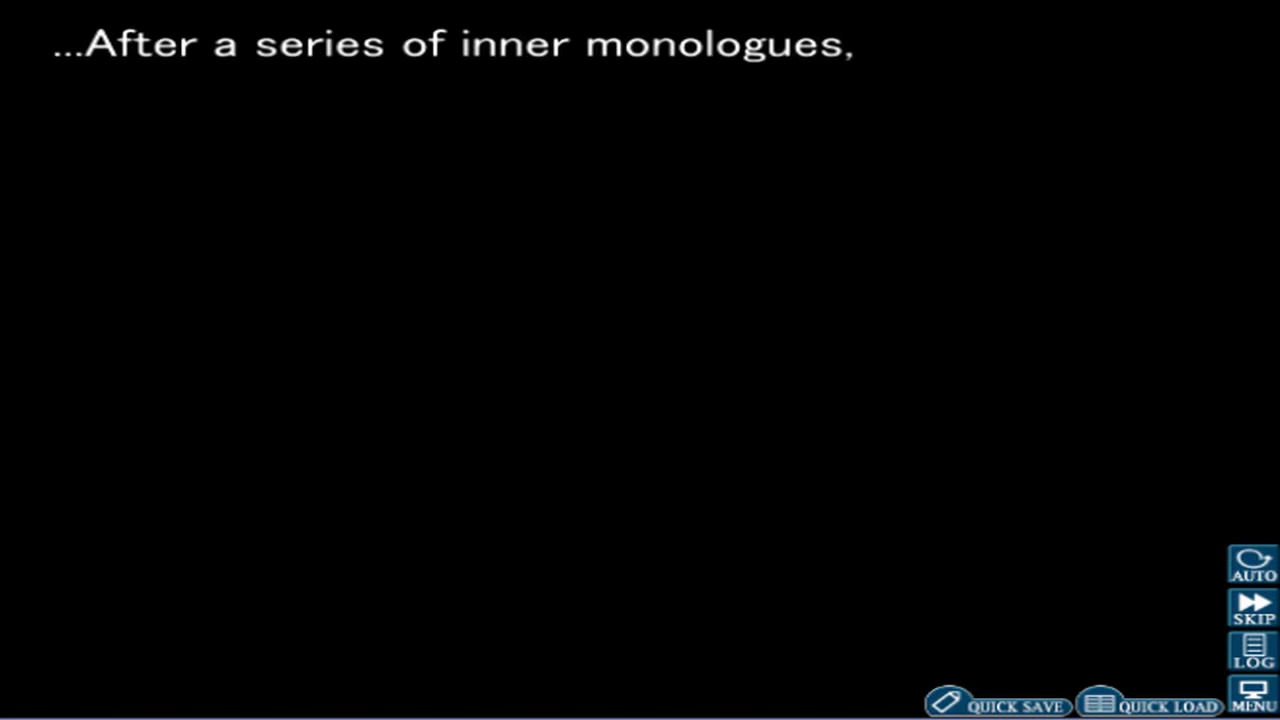 ...After a series of inner monologues,
AUTO
SKIP
LOG
QUICK SAVE
QUICK LOAD
MENU